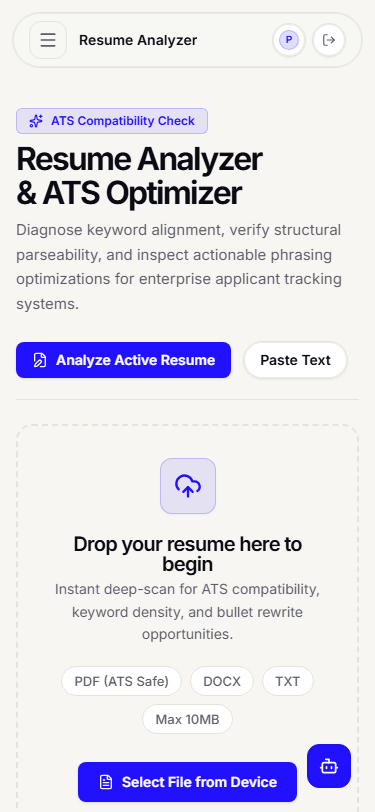 Resume Analyzer
P
ATS Compatibility Check
Resume Analyzer
& ATS Optimizer
Diagnose keyword alignment, verify structural
parseability, and inspect actionable phrasing
optimizations for enterprise applicant tracking
systems.
Analyze Active Resume
Paste Text
Drop your resume here to
begin
Instant deep-scan for ATS compatibility,
keyword density, and bullet rewrite
opportunities.
PDF (ATS Safe)
DOCX
TXT
Max 10MB
Select File from Device